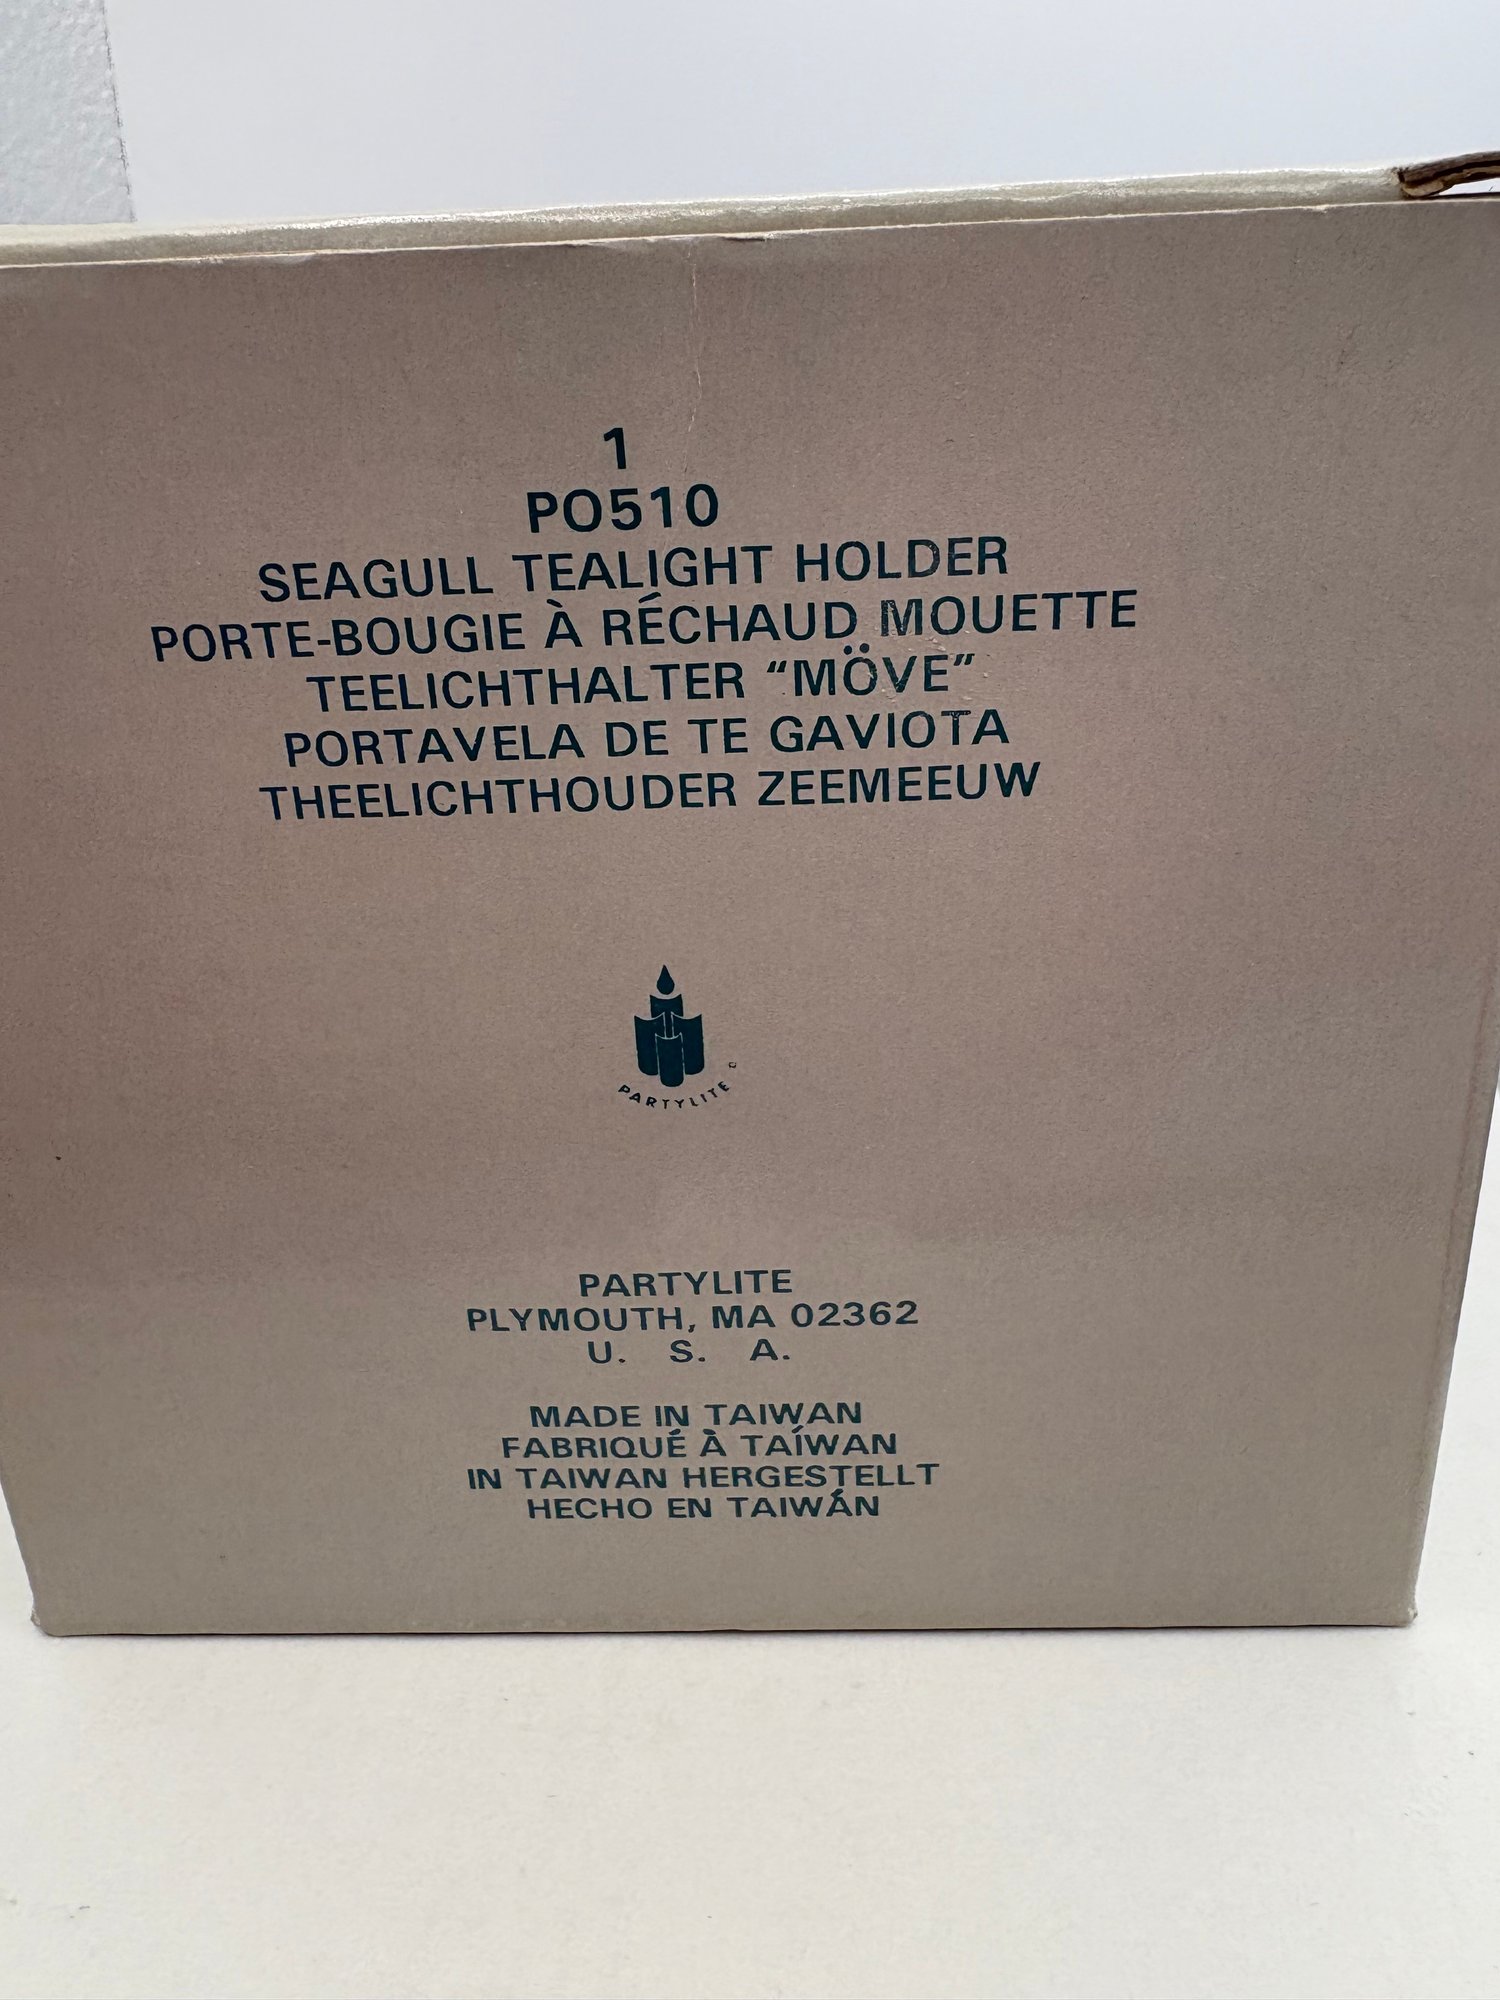 1
PO510
SEAGULL TEALIGHT HOLDER
PORTE-BOUGIE À RÉCHAUD MOUETTE
TEELICHTHALTER “MÖVE”
PORTAVELA DE TE GAVIOTA
THEELICHTHOUDER ZEEMEEUW
PARTYLITE ©
PARTYLITE
PLYMOUTH, MA 02362
U. S. A.
MADE IN TAIWAN
FABRIQUÉ À TAÍWAN
IN TAIWAN HERGESTELLT
HECHO EN TAIWÁN